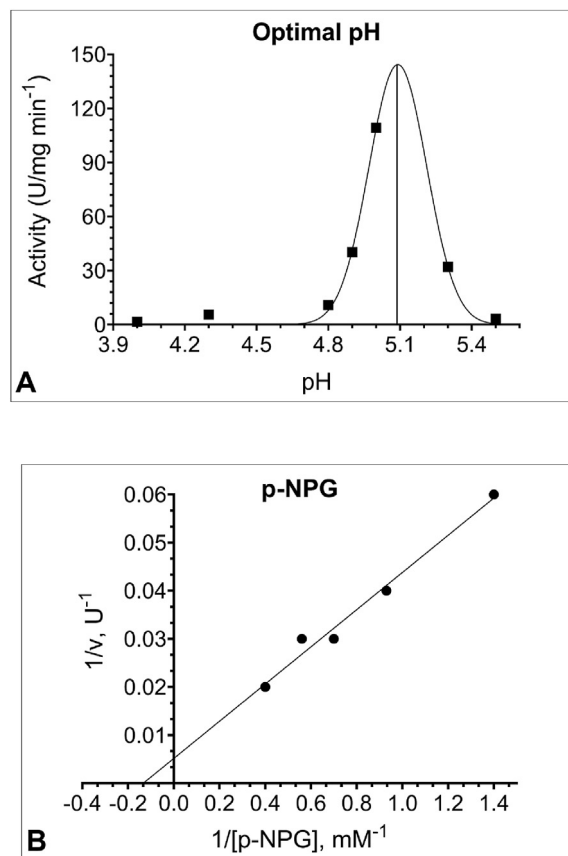 Optimal pH
Activity (U/mg min⁻¹)
150
120
90
60
30
0
3.9 4.2 4.5 4.8 5.1 5.4
pH
A
p-NPG
1/v, U⁻¹
0.06
0.05
0.04
0.03
0.02
0.01
-0.4 -0.2 0.0 0.2 0.4 0.6 0.8 1.0 1.2 1.4
1/[p-NPG], mM⁻¹
B